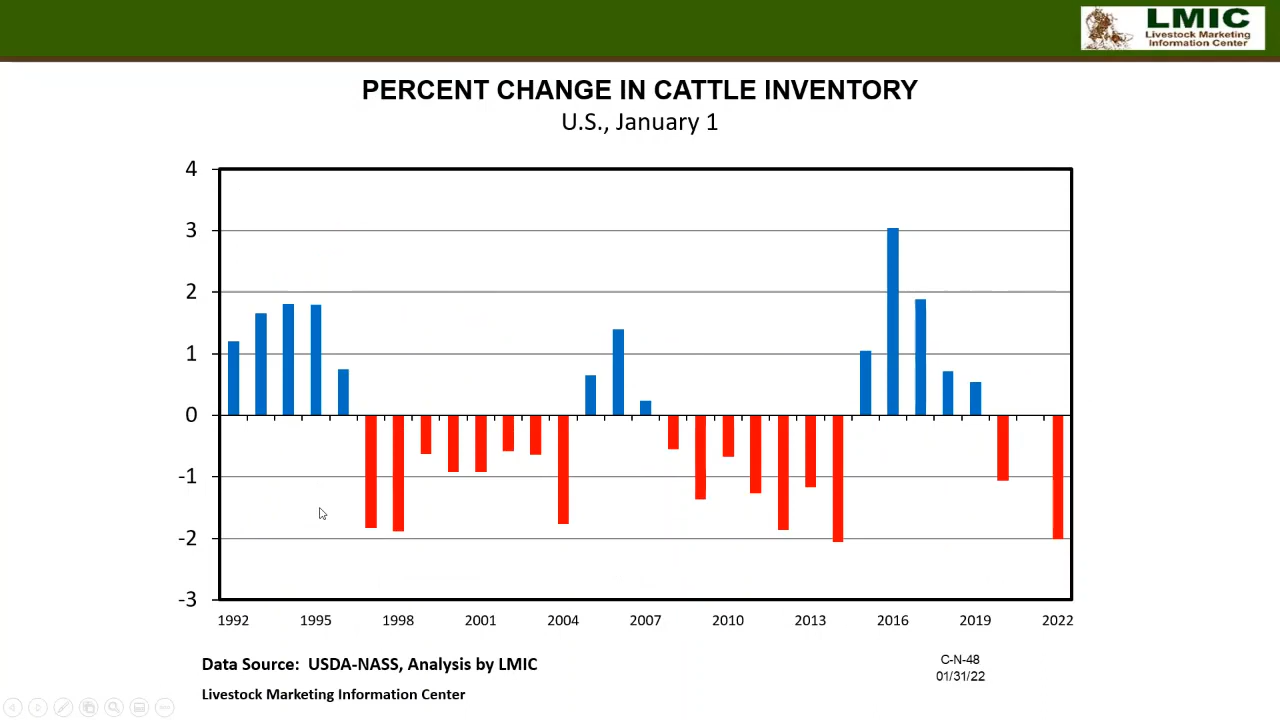 LMIC
Livestock Marketing
Information Center
PERCENT CHANGE IN CATTLE INVENTORY
U.S., January 1
4
3
2
1
0
-1
-2
-3
1992 1995 1998 2001 2004 2007 2010 2013 2016 2019 2022
Data Source: USDA-NASS, Analysis by LMIC
Livestock Marketing Information Center
C-N-48
01/31/22